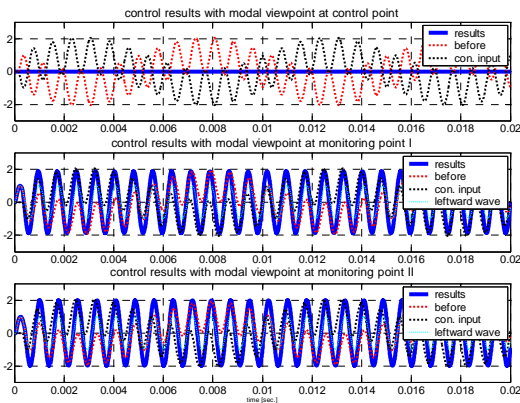 control results with modal viewpoint at control point
2
0
-2
results
before
con. input
0 0.002 0.004 0.006 0.008 0.01 0.012 0.014 0.016 0.018 0.02
control results with modal viewpoint at monitoring point I
2
0
-2
results
before
con. input
leftward wave
0 0.002 0.004 0.006 0.008 0.01 0.012 0.014 0.016 0.018 0.02
control results with modal viewpoint at monitoring point II
2
0
-2
results
before
con. input
leftward wave
0 0.002 0.004 0.006 0.008 0.01 0.012 0.014 0.016 0.018 0.02
time [sec.]